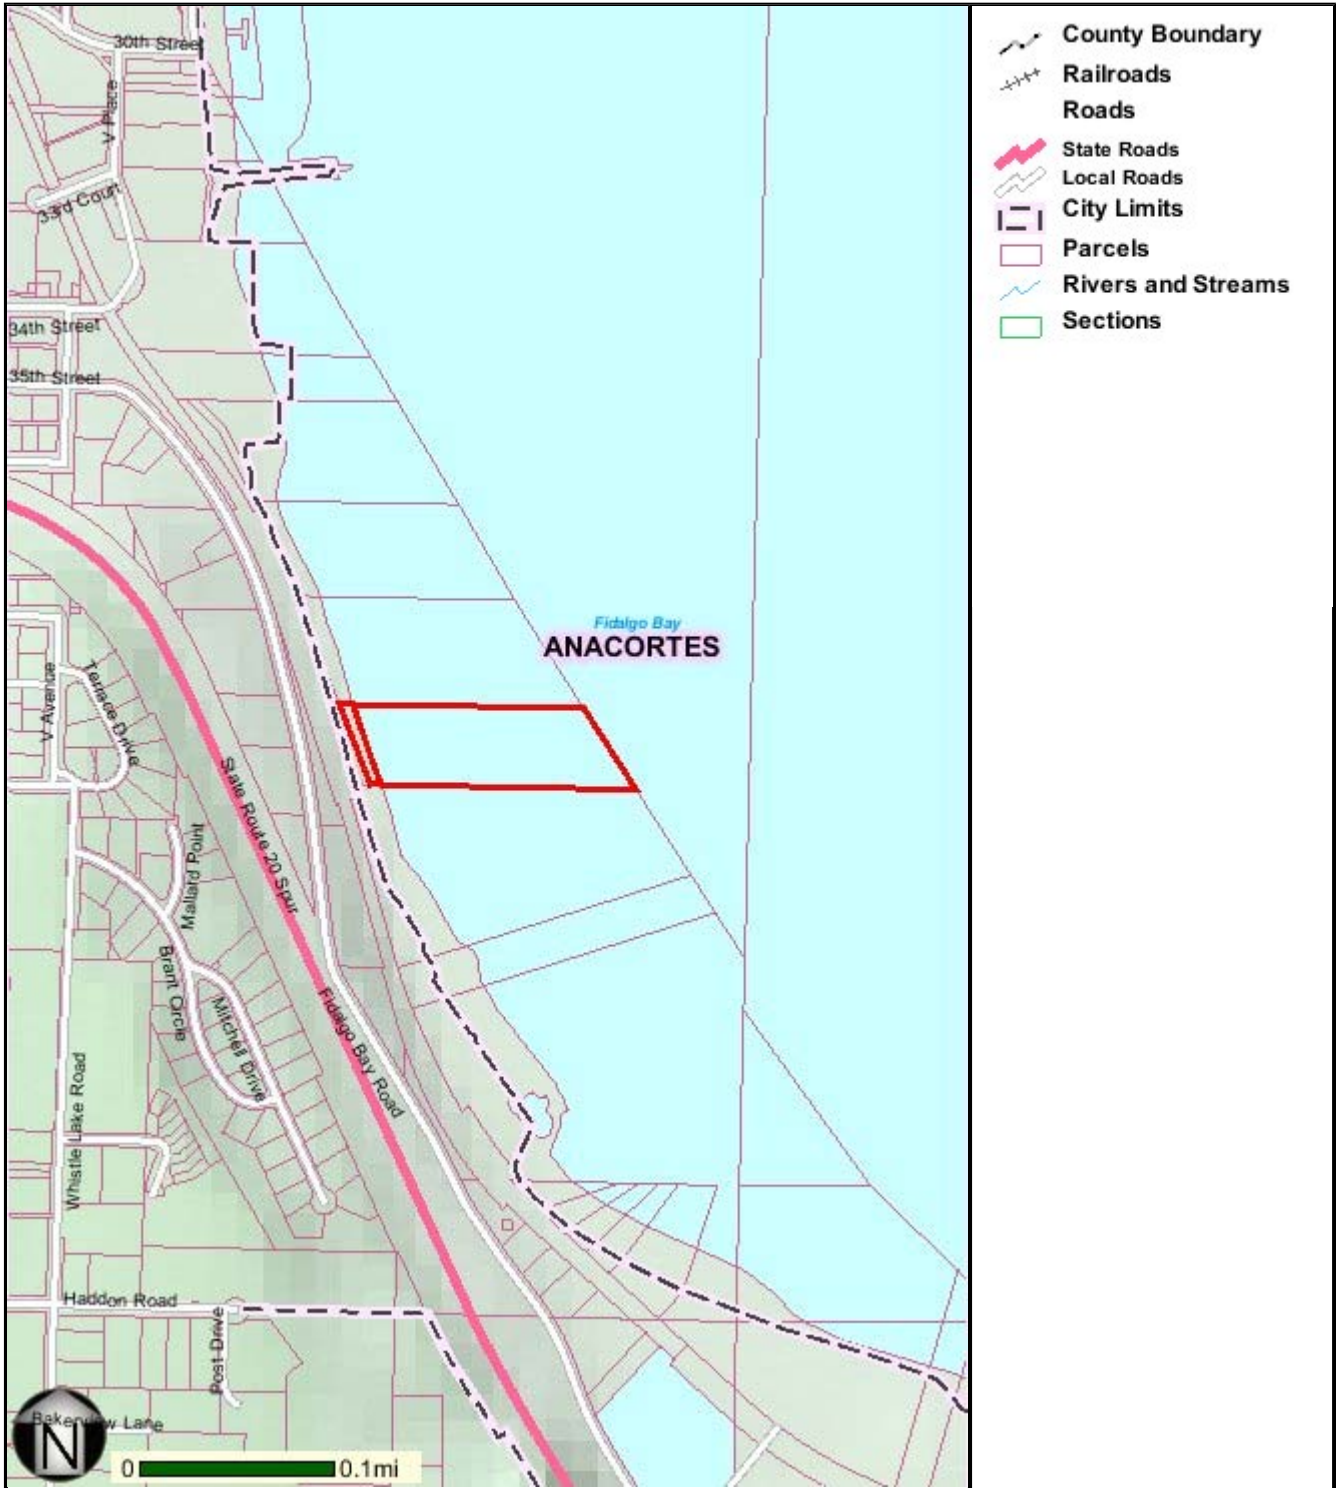 30th Street
V Place
33rd Court
34th Street
35th Street
Fidalgo Bay
ANACORTES
V Avenue
Terrace Drive
State Route 20 Spur
Mallard Point
Brant Circle
Mitchell Drive
Fidalgo Bay Road
Whistle Lake Road
Haddon Road
Post Drive
Bakerview Lane
N
0 0.1mi
County Boundary
Railroads
Roads
State Roads
Local Roads
City Limits
Parcels
Rivers and Streams
Sections